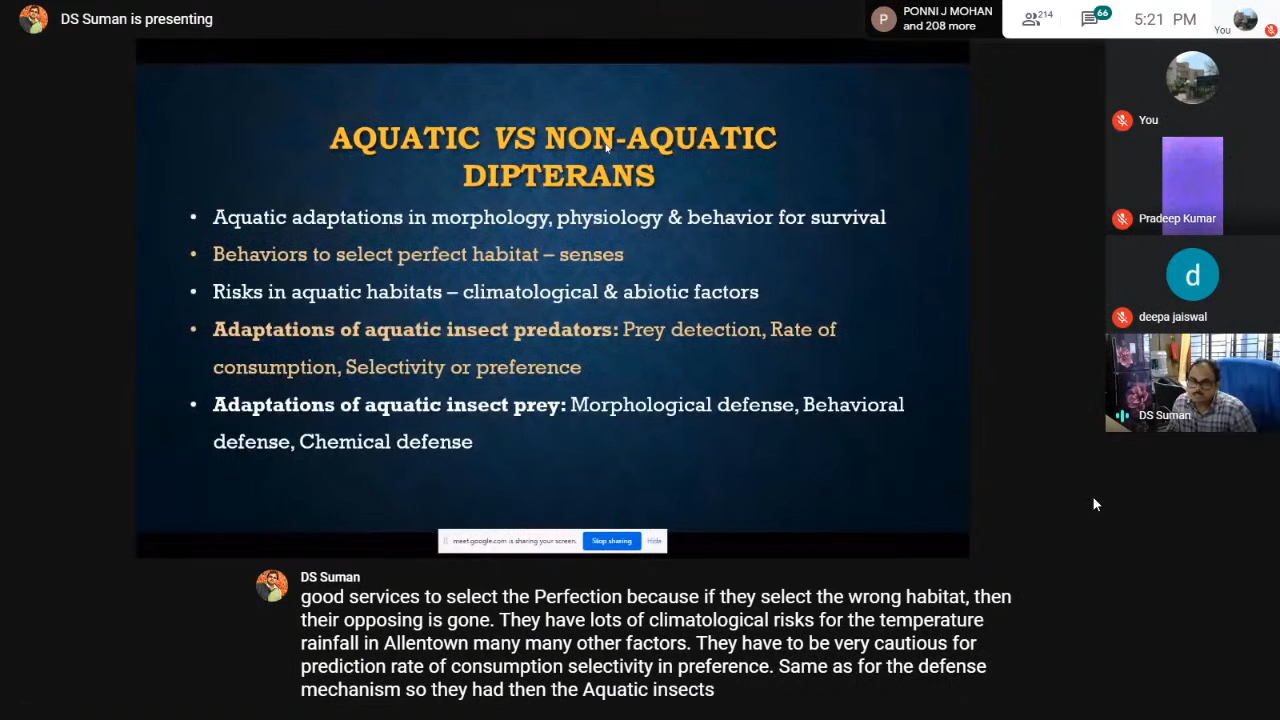 DS Suman is presenting
PONNI J MOHAN
and 208 more
P
214
66
5:21 PM
You
AQUATIC VS NON-AQUATIC
DIPTERANS
• Aquatic adaptations in morphology, physiology & behavior for survival
• Behaviors to select perfect habitat – senses
• Risks in aquatic habitats – climatological & abiotic factors
• Adaptations of aquatic insect predators: Prey detection, Rate of
consumption, Selectivity or preference
• Adaptations of aquatic insect prey: Morphological defense, Behavioral
defense, Chemical defense
meet.google.com is sharing your screen.
Stop sharing
Hide
You
Pradeep Kumar
d
deepa jaiswal
DS Suman
DS Suman
good services to select the Perfection because if they select the wrong habitat, then
their opposing is gone. They have lots of climatological risks for the temperature
rainfall in Allentown many many other factors. They have to be very cautious for
prediction rate of consumption selectivity in preference. Same as for the defense
mechanism so they had then the Aquatic insects